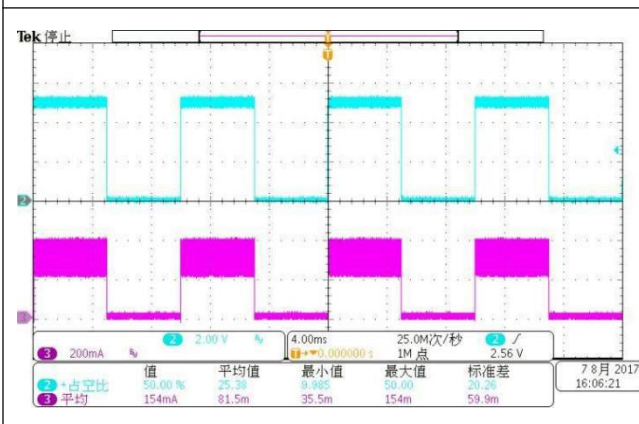 Tek 停止
T
T
2
3
2 2.00 V
3 200mA
4.00ms 25.0M次/秒 2
T→▼0.000000 s 1M 点 2.56 V
值 平均值 最小值 最大值 标准差
2 +占空比 50.00 % 25.38 9.985 50.00 20.26
3 平均 154mA 81.5m 35.5m 154m 59.9m
7 8月 2017
16:06:21